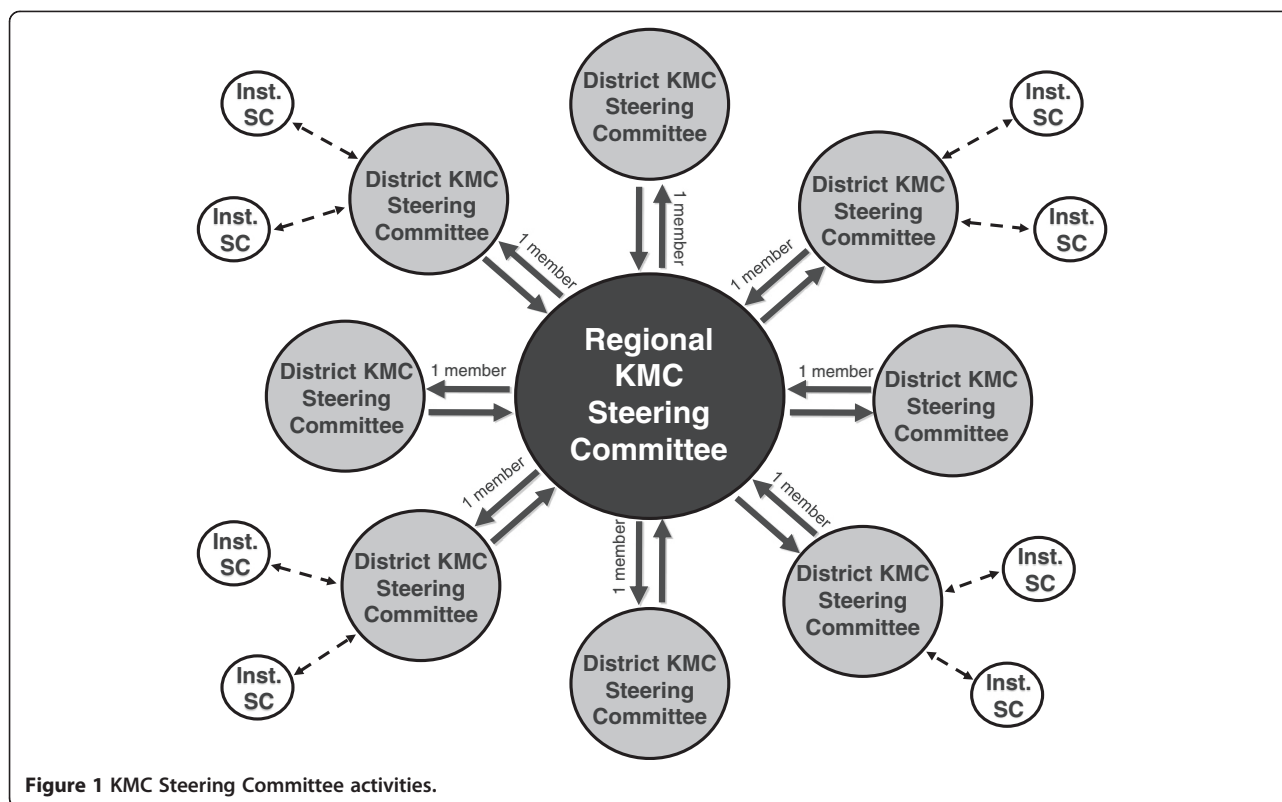 District KMC
Steering
Committee
Inst.
SC
Inst.
SC
District KMC
Steering
Committee
Inst.
SC
Inst.
SC
District KMC
Steering
Committee
1 member
1 member
1 member
Regional
KMC
Steering
Committee
District KMC
Steering
Committee
1 member
1 member
District KMC
Steering
Committee
1 member
1 member
1 member
Inst.
SC
Inst.
SC
District KMC
Steering
Committee
District KMC
Steering
Committee
Inst.
SC
Inst.
SC
District KMC
Steering
Committee
Figure 1 KMC Steering Committee activities.